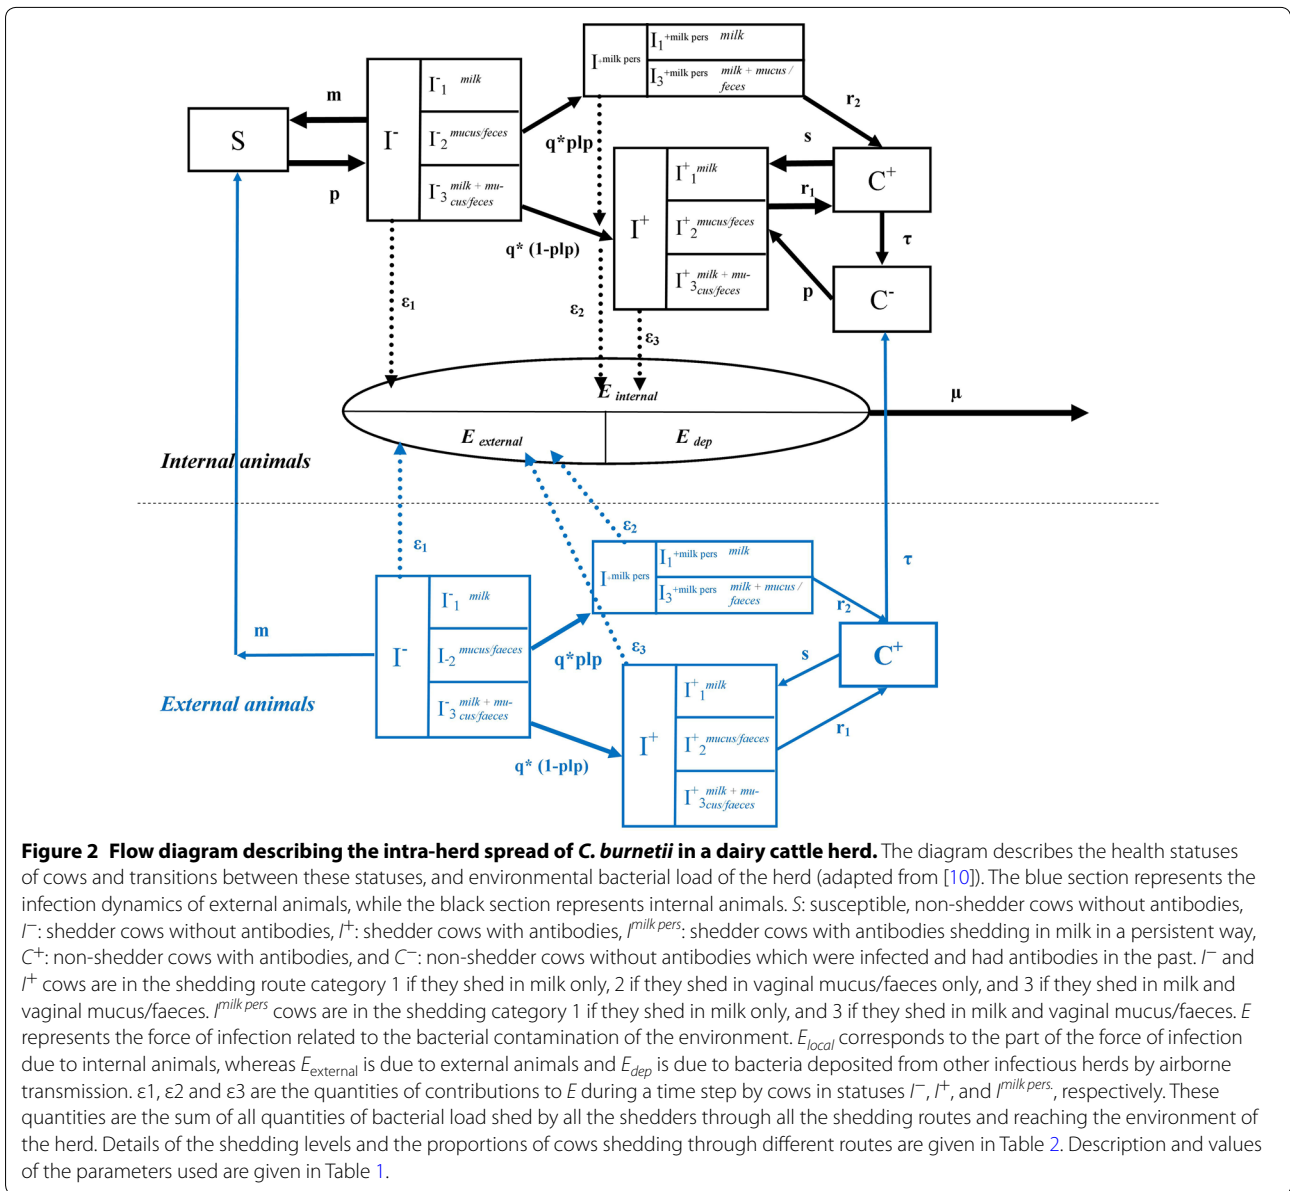 I₁⁺ᵐⁱˡᵏ ᵖᵉʳˢ milk
I⁺ᵐⁱˡᵏ ᵖᵉʳˢ
I₃⁺ᵐⁱˡᵏ ᵖᵉʳˢ milk + mucus / feces
m
I⁻₁ milk
r₂
S
I⁻
I⁻₂ mucus/feces
q*plp
s
p
I⁻₃ milk + mu-
cus/feces
I⁺₁ milk
r₁
C⁺
q* (1-plp)
I⁺
I⁺₂ mucus/feces
τ
I⁺₃ milk + mu-
cus/feces
p
C⁻
ε₁
ε₂
ε₃
E internal
μ
E external
E dep
Internal animals
ε₂
ε₁
I₁⁺ᵐⁱˡᵏ ᵖᵉʳˢ milk
τ
I⁺ᵐⁱˡᵏ ᵖᵉʳˢ
I₃⁺ᵐⁱˡᵏ ᵖᵉʳˢ milk + mucus /
faeces
I⁻₁ milk
r₂
m
I⁻
I₋₂ mucus/faeces
q*plp
ε₃
s
C⁺
External animals
I⁻₃ milk + mu-
cus/faeces
I⁺₁ milk
r₁
q* (1-plp)
I⁺
I⁺₂ mucus/faeces
I⁺₃ milk + mu-
cus/faeces
Figure 2 Flow diagram describing the intra-herd spread of C. burnetii in a dairy cattle herd. The diagram describes the health statuses
of cows and transitions between these statuses, and environmental bacterial load of the herd (adapted from [10]). The blue section represents the
infection dynamics of external animals, while the black section represents internal animals. S: susceptible, non-shedder cows without antibodies,
I⁻: shedder cows without antibodies, I⁺: shedder cows with antibodies, Iᵐⁱˡᵏ ᵖᵉʳˢ: shedder cows with antibodies shedding in milk in a persistent way,
C⁺: non-shedder cows with antibodies, and C⁻: non-shedder cows without antibodies which were infected and had antibodies in the past. I⁻ and
I⁺ cows are in the shedding route category 1 if they shed in milk only, 2 if they shed in vaginal mucus/faeces only, and 3 if they shed in milk and
vaginal mucus/faeces. Iᵐⁱˡᵏ ᵖᵉʳˢ cows are in the shedding category 1 if they shed in milk only, and 3 if they shed in milk and vaginal mucus/faeces. E
represents the force of infection related to the bacterial contamination of the environment. E local corresponds to the part of the force of infection
due to internal animals, whereas E external is due to external animals and E dep is due to bacteria deposited from other infectious herds by airborne
transmission. ε1, ε2 and ε3 are the quantities of contributions to E during a time step by cows in statuses I⁻, I⁺, and Iᵐⁱˡᵏ ᵖᵉʳˢ·, respectively. These
quantities are the sum of all quantities of bacterial load shed by all the shedders through all the shedding routes and reaching the environment of
the herd. Details of the shedding levels and the proportions of cows shedding through different routes are given in Table 2. Description and values
of the parameters used are given in Table 1.